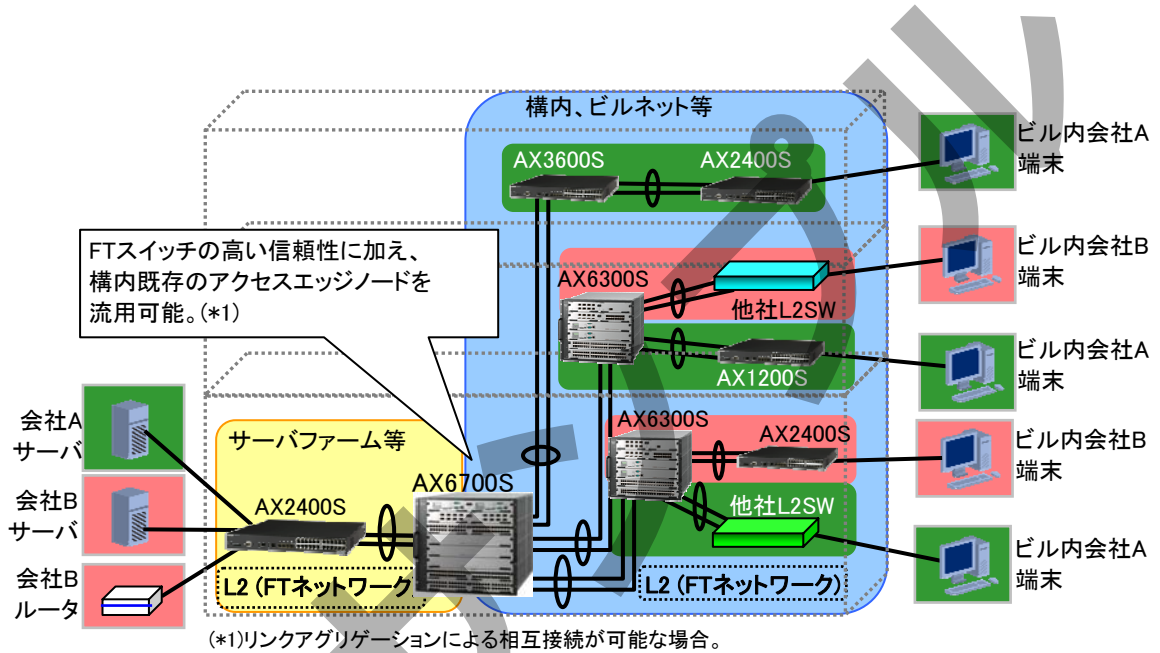 構内、ビルネット等
AX3600S
AX2400S
ビル内会社A
端末
FTスイッチの高い信頼性に加え、
構内既存のアクセスエッジノードを
流用可能。(*1)
AX6300S
他社L2SW
ビル内会社B
端末
AX1200S
ビル内会社A
端末
会社A
サーバ
サーバファーム等
AX6300S
AX2400S
ビル内会社B
端末
会社B
サーバ
AX2400S
AX6700S
他社L2SW
ビル内会社A
端末
会社B
ルータ
L2 (FTネットワーク)
L2 (FTネットワーク)
(*1)リンクアグリゲーションによる相互接続が可能な場合。
サンプル